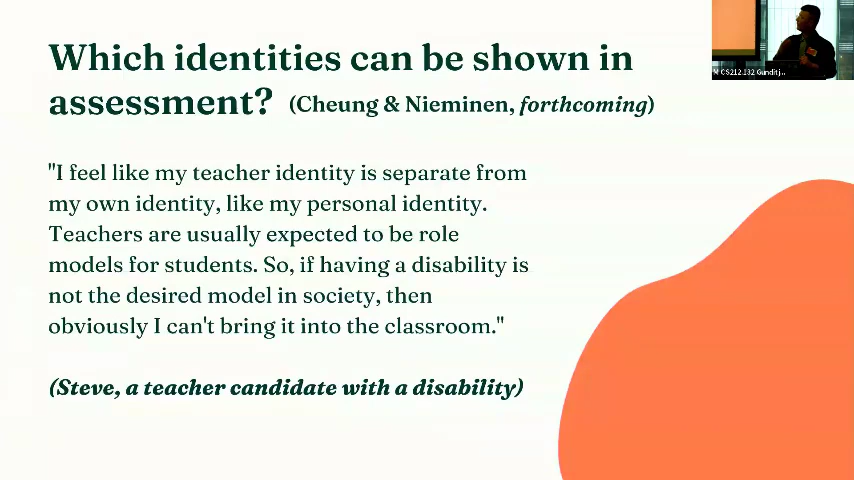 Which identities can be shown in
assessment? (Cheung & Nieminen, forthcoming)
"I feel like my teacher identity is separate from
my own identity, like my personal identity.
Teachers are usually expected to be role
models for students. So, if having a disability is
not the desired model in society, then
obviously I can't bring it into the classroom."
(Steve, a teacher candidate with a disability)
CS212.132 Gunditj...